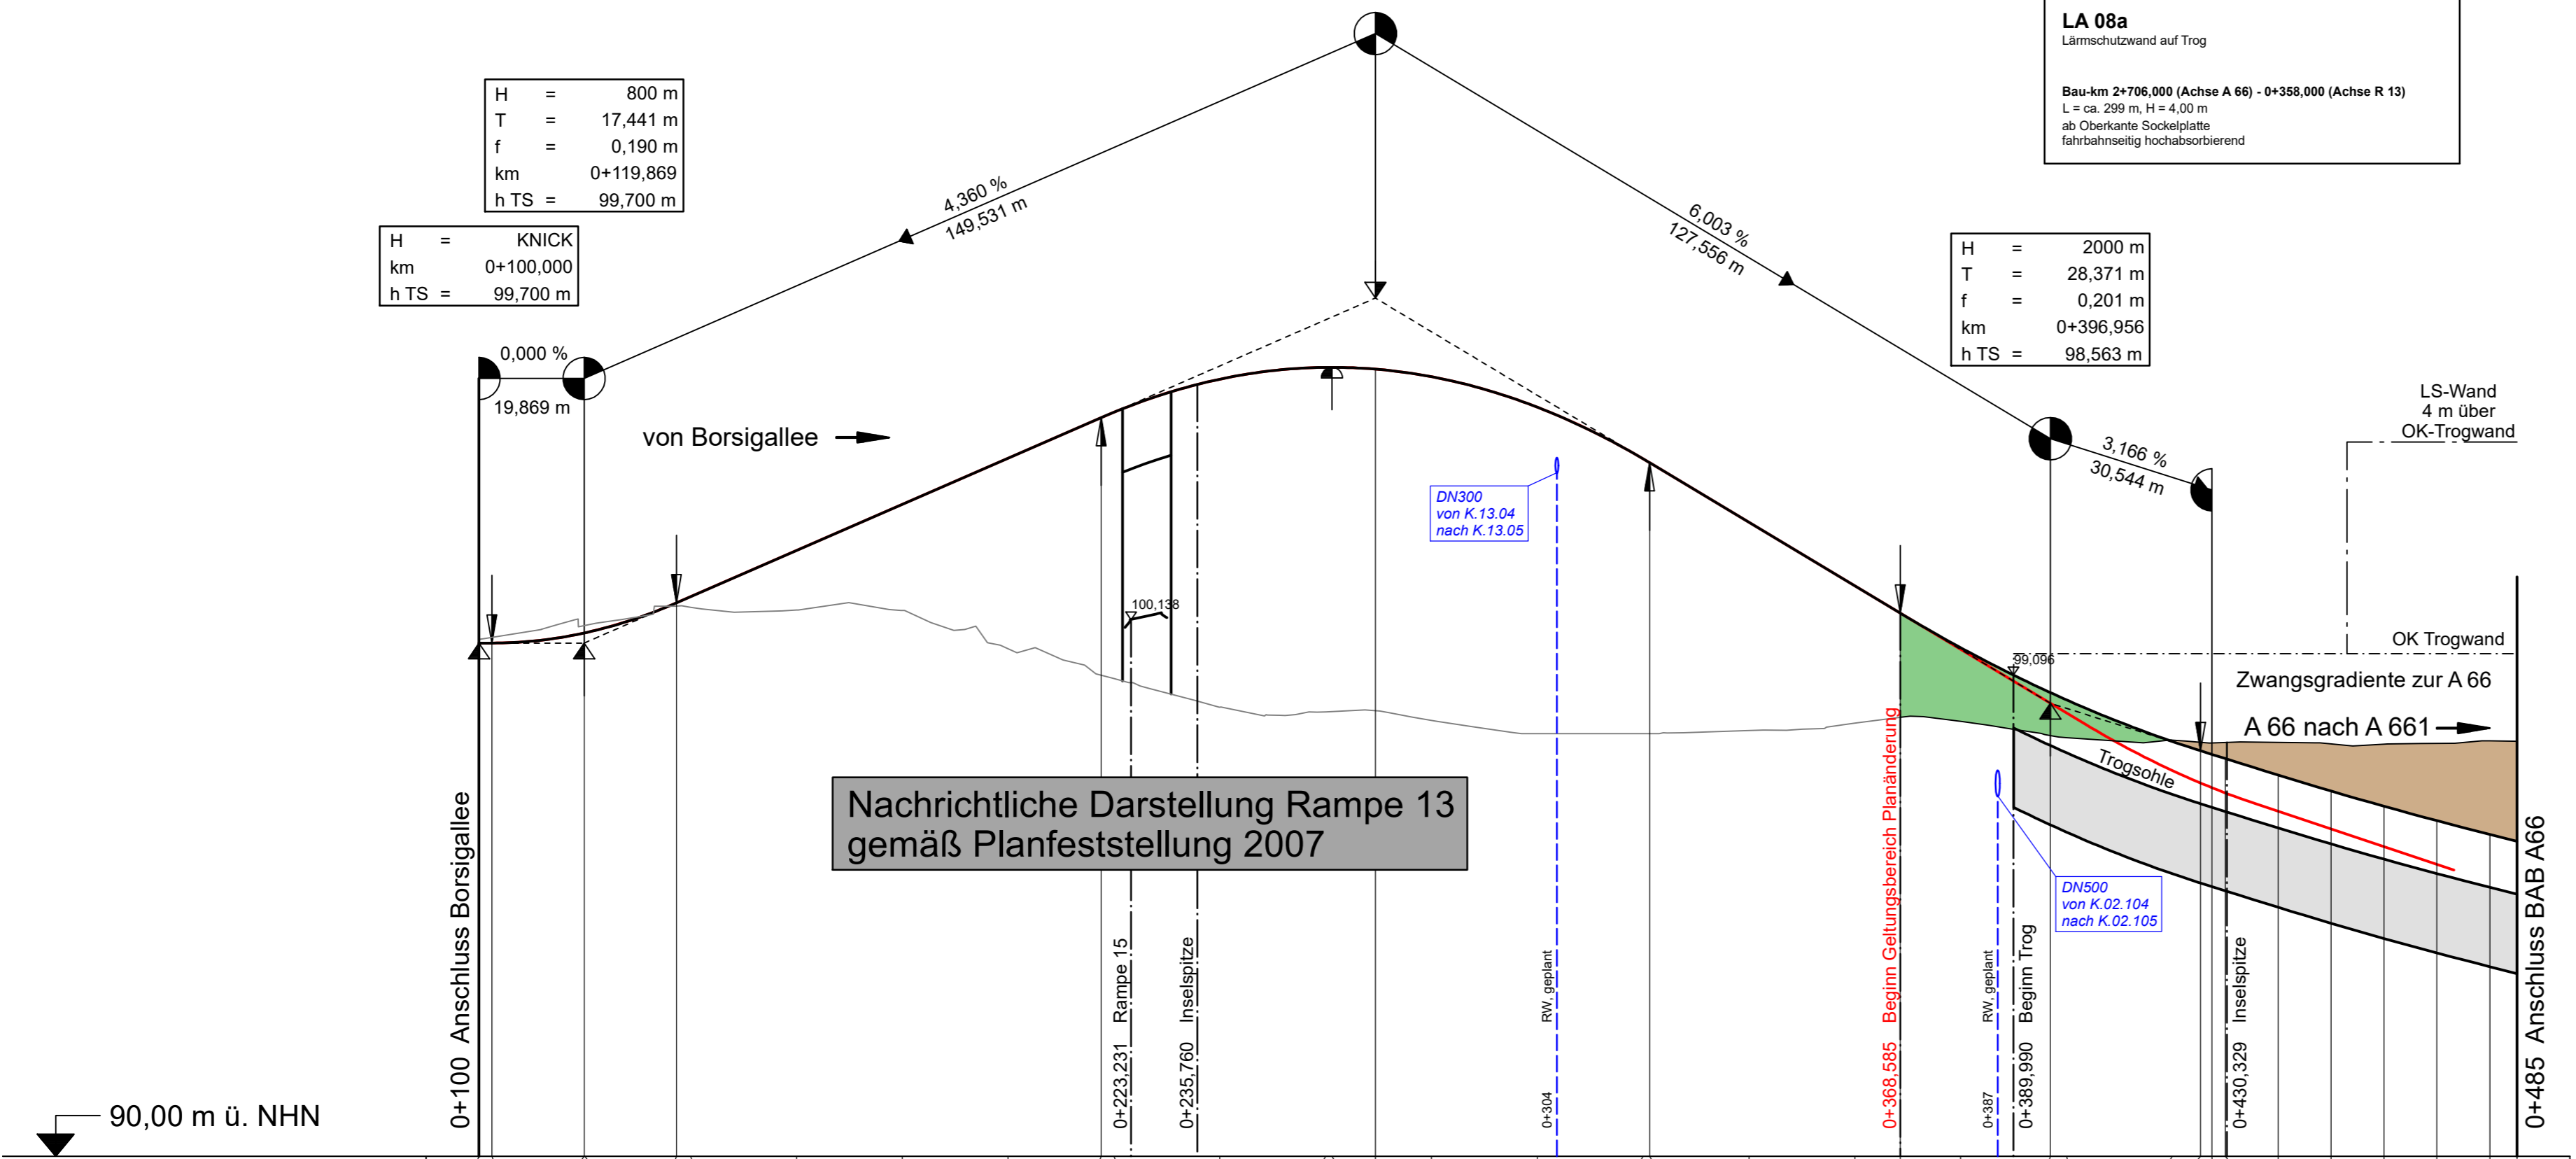 LA 08a
Lärmschutzwand auf Trog
Bau-km 2+706,000 (Achse A 66) - 0+358,000 (Achse R 13)
L = ca. 299 m, H = 4,00 m
ab Oberkante Sockelplatte
fahrbahnseitig hochabsorbierend
H = 800 m
T = 17,441 m
f = 0,190 m
km 0+119,869
h TS = 99,700 m
H = KNICK
km 0+100,000
h TS = 99,700 m
4,360 %
149,531 m
6,003 %
127,556 m
H = 2000 m
T = 28,371 m
f = 0,201 m
km 0+396,956
h TS = 98,563 m
0,000 %
19,869 m
von Borsigallee
3,166 %
30,544 m
LS-Wand
4 m über
OK-Trogwand
DN300
von K.13.04
nach K.13.05
100,138
99,096
OK Trogwand
Zwangsgradiente zur A 66
A 66 nach A 661
Trogsohle
Nachrichtliche Darstellung Rampe 13
gemäß Planfeststellung 2007
DN500
von K.02.104
nach K.02.105
0+100 Anschluss Borsigallee
0+223,231 Rampe 15
0+235,760 Inselspitze
0+304 RW, geplant
0+368,585 Beginn Geltungsbereich Planänderung
0+387 RW, geplant
0+389,990 Beginn Trog
0+430,329 Inselspitze
0+485 Anschluss BAB A66
90,00 m ü. NHN